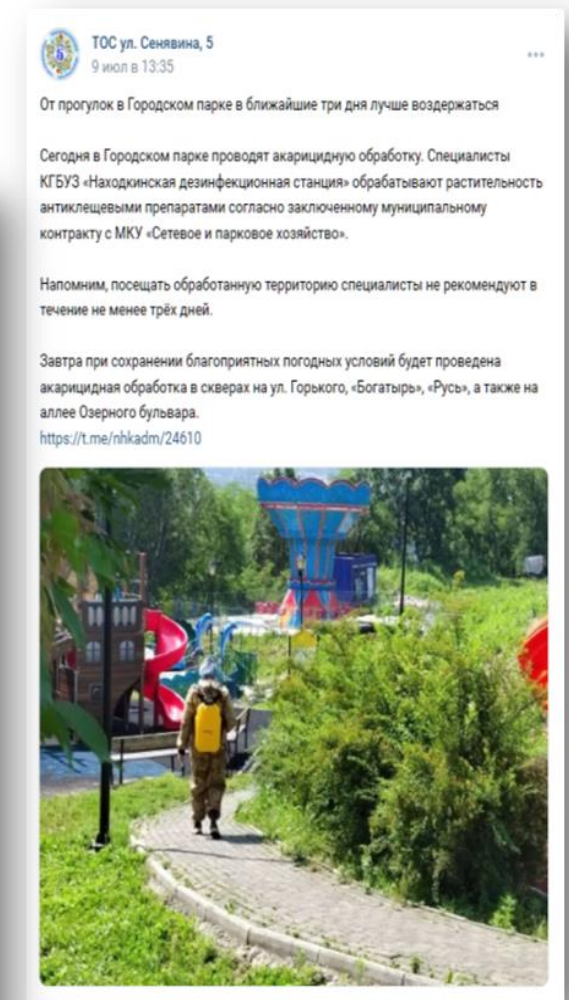 ТОС ул. Сенявина, 5
9 июл в 13:35
От прогулок в Городском парке в ближайшие три дня лучше воздержаться
Сегодня в Городском парке проводят акарицидную обработку. Специалисты
КГБУЗ «Находкинская дезинфекционная станция» обрабатывают растительность
антиклещевыми препаратами согласно заключенному муниципальному
контракту с МКУ «Сетевое и парковое хозяйство».
Напомним, посещать обработанную территорию специалисты не рекомендуют в
течение не менее трёх дней.
Завтра при сохранении благоприятных погодных условий будет проведена
акарицидная обработка в скверах на ул. Горького, «Богатырь», «Русь», а также на
аллее Озерного бульвара.
https://t.me/nhkadm/24610